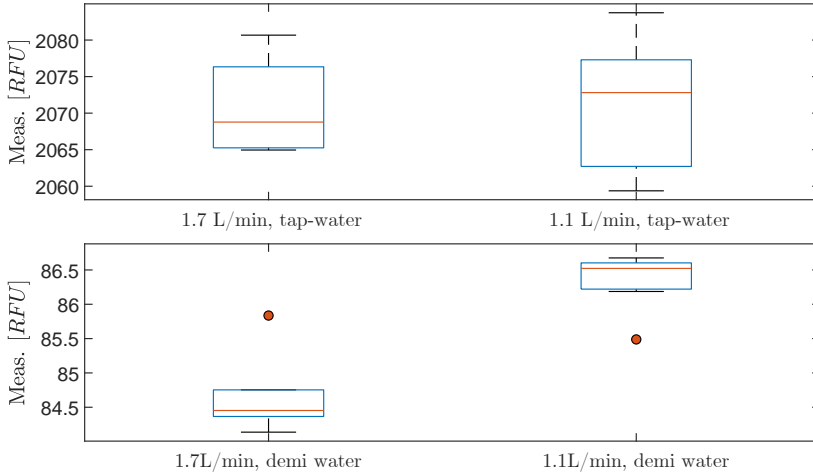 2080
2075
2070
2065
2060
Meas. [RFU]
1.7 L/min, tap-water 1.1 L/min, tap-water
86.5
86
85.5
85
84.5
Meas. [RFU]
1.7L/min, demi water 1.1L/min, demi water